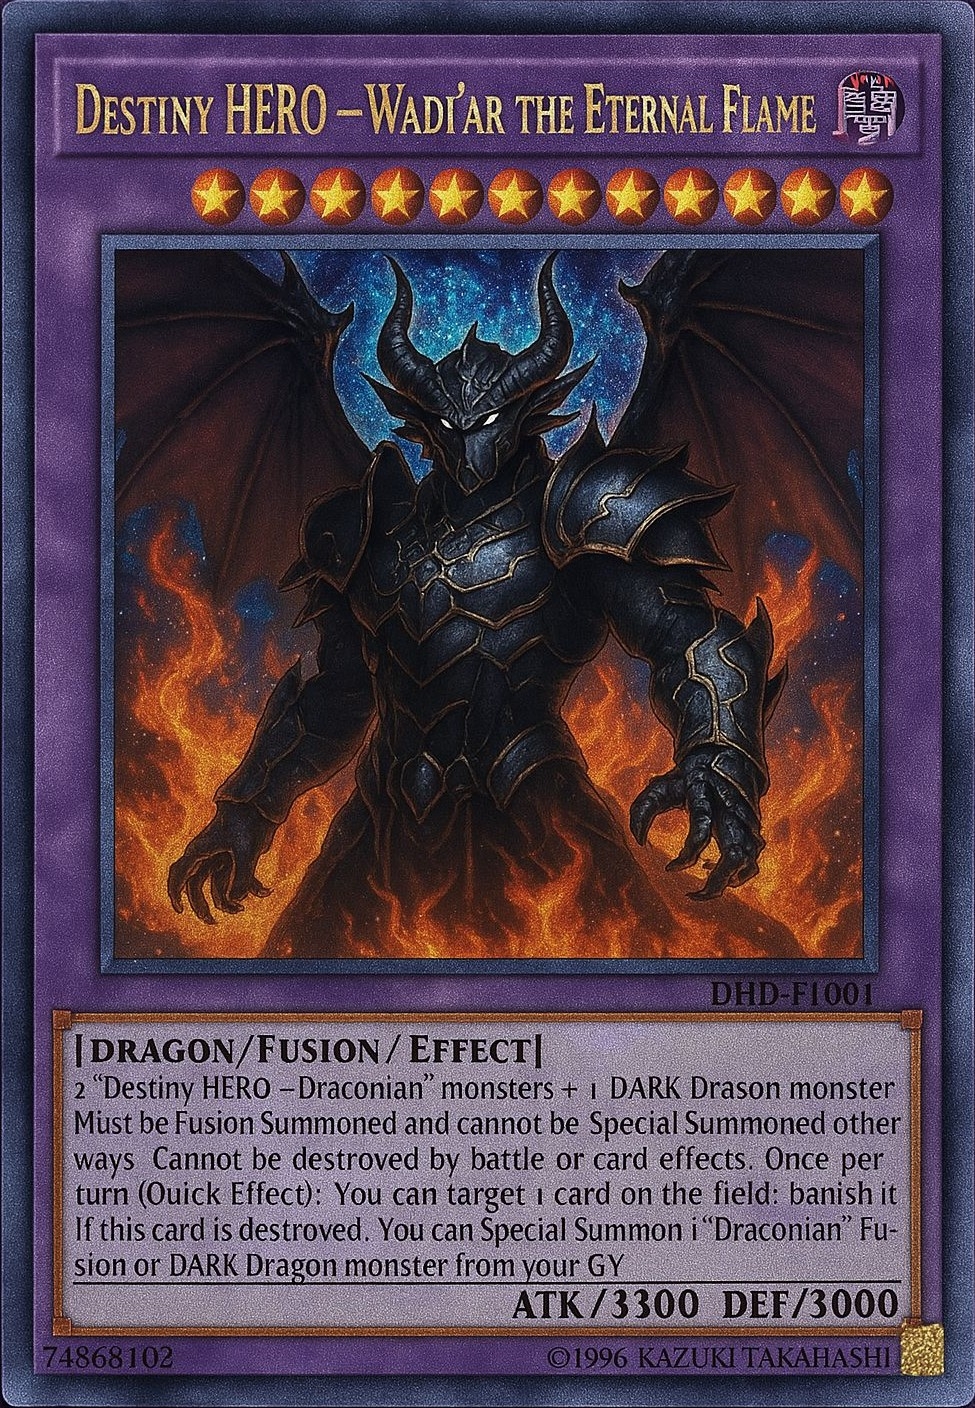 DESTINY HERO – WADI'AR THE ETERNAL FLAME
DHD-F1001
[DRAGON/FUSION/EFFECT]
2 “Destiny HERO – Draconian” monsters + 1 DARK Drason monster
Must be Fusion Summoned and cannot be Special Summoned other
ways Cannot be destroyed by battle or card effects. Once per
turn (Ouick Effect): You can target 1 card on the field: banish it
If this card is destroyed. You can Special Summon i “Draconian” Fu-
sion or DARK Dragon monster from your GY
ATK/3300 DEF/3000
74868102
©1996 KAZUKI TAKAHASHI